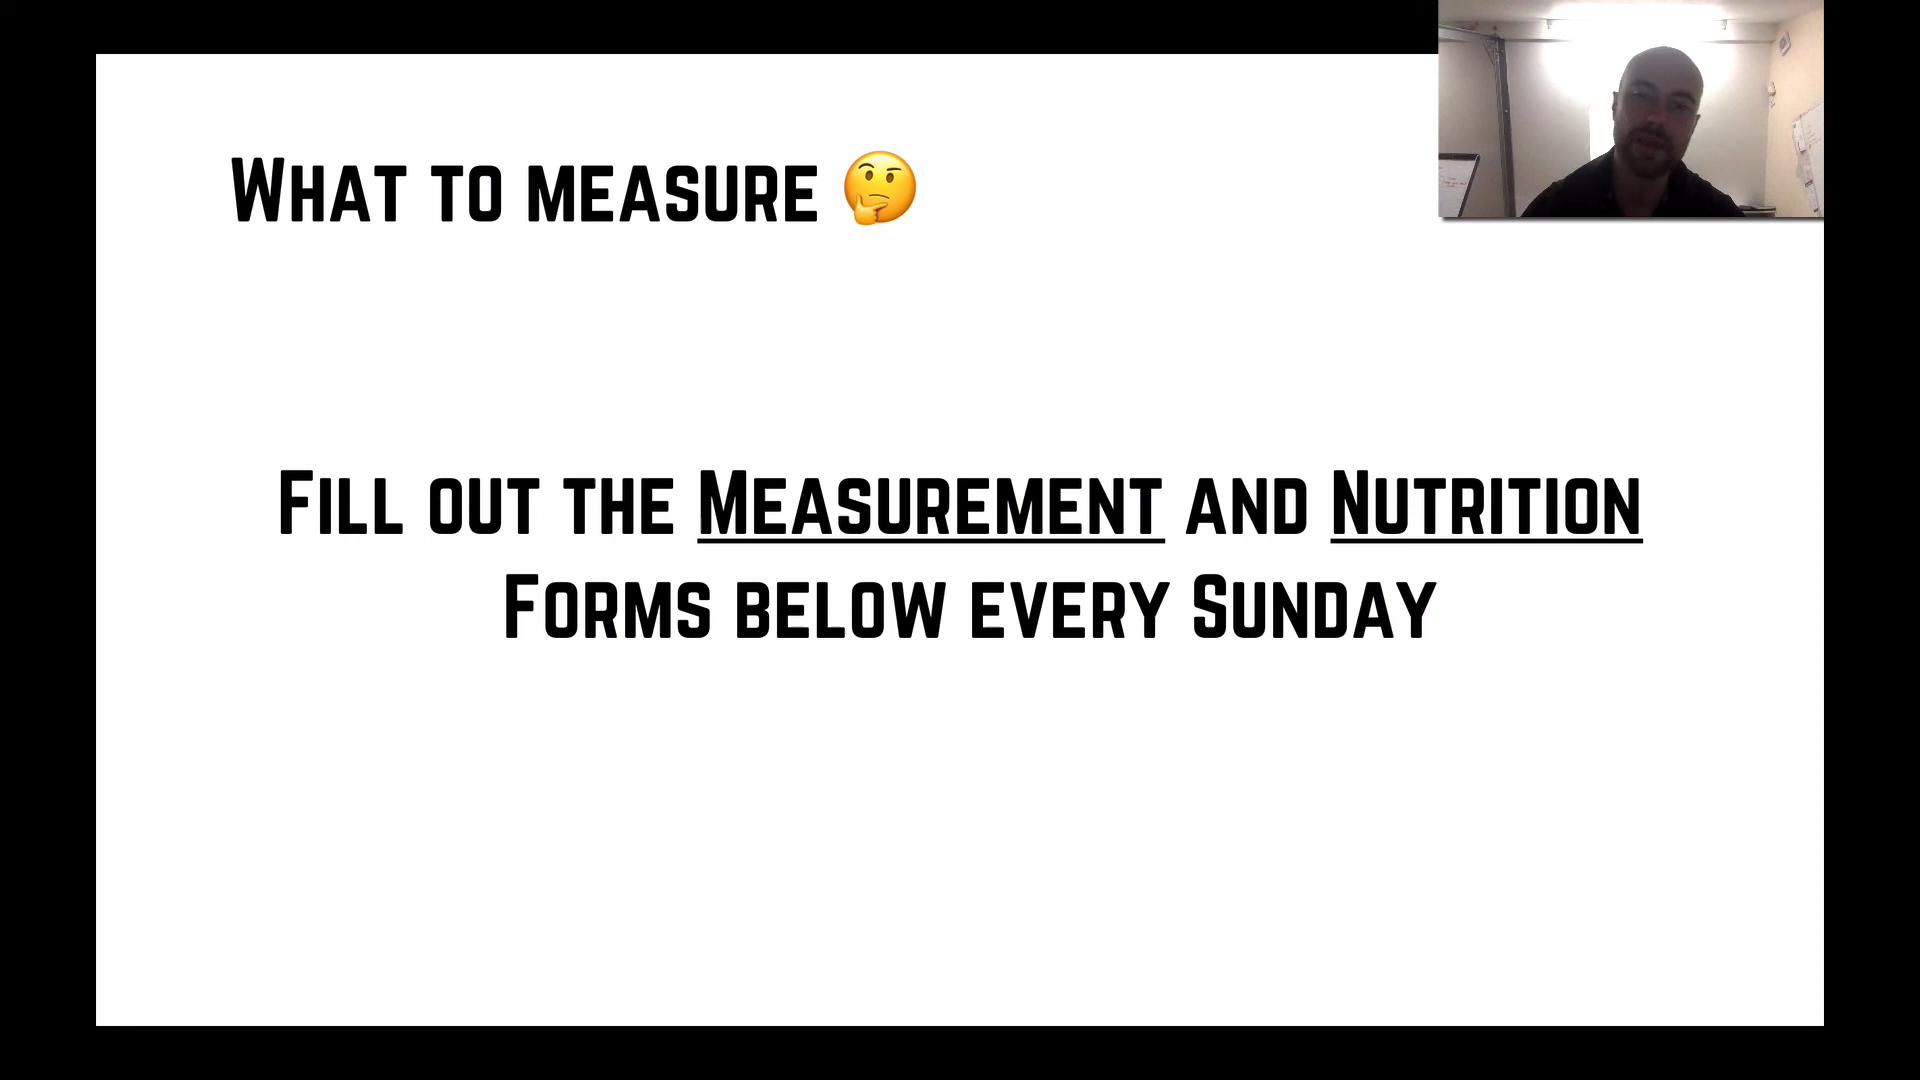 What to measure 🤔
Fill out the Measurement and Nutrition
Forms below every Sunday